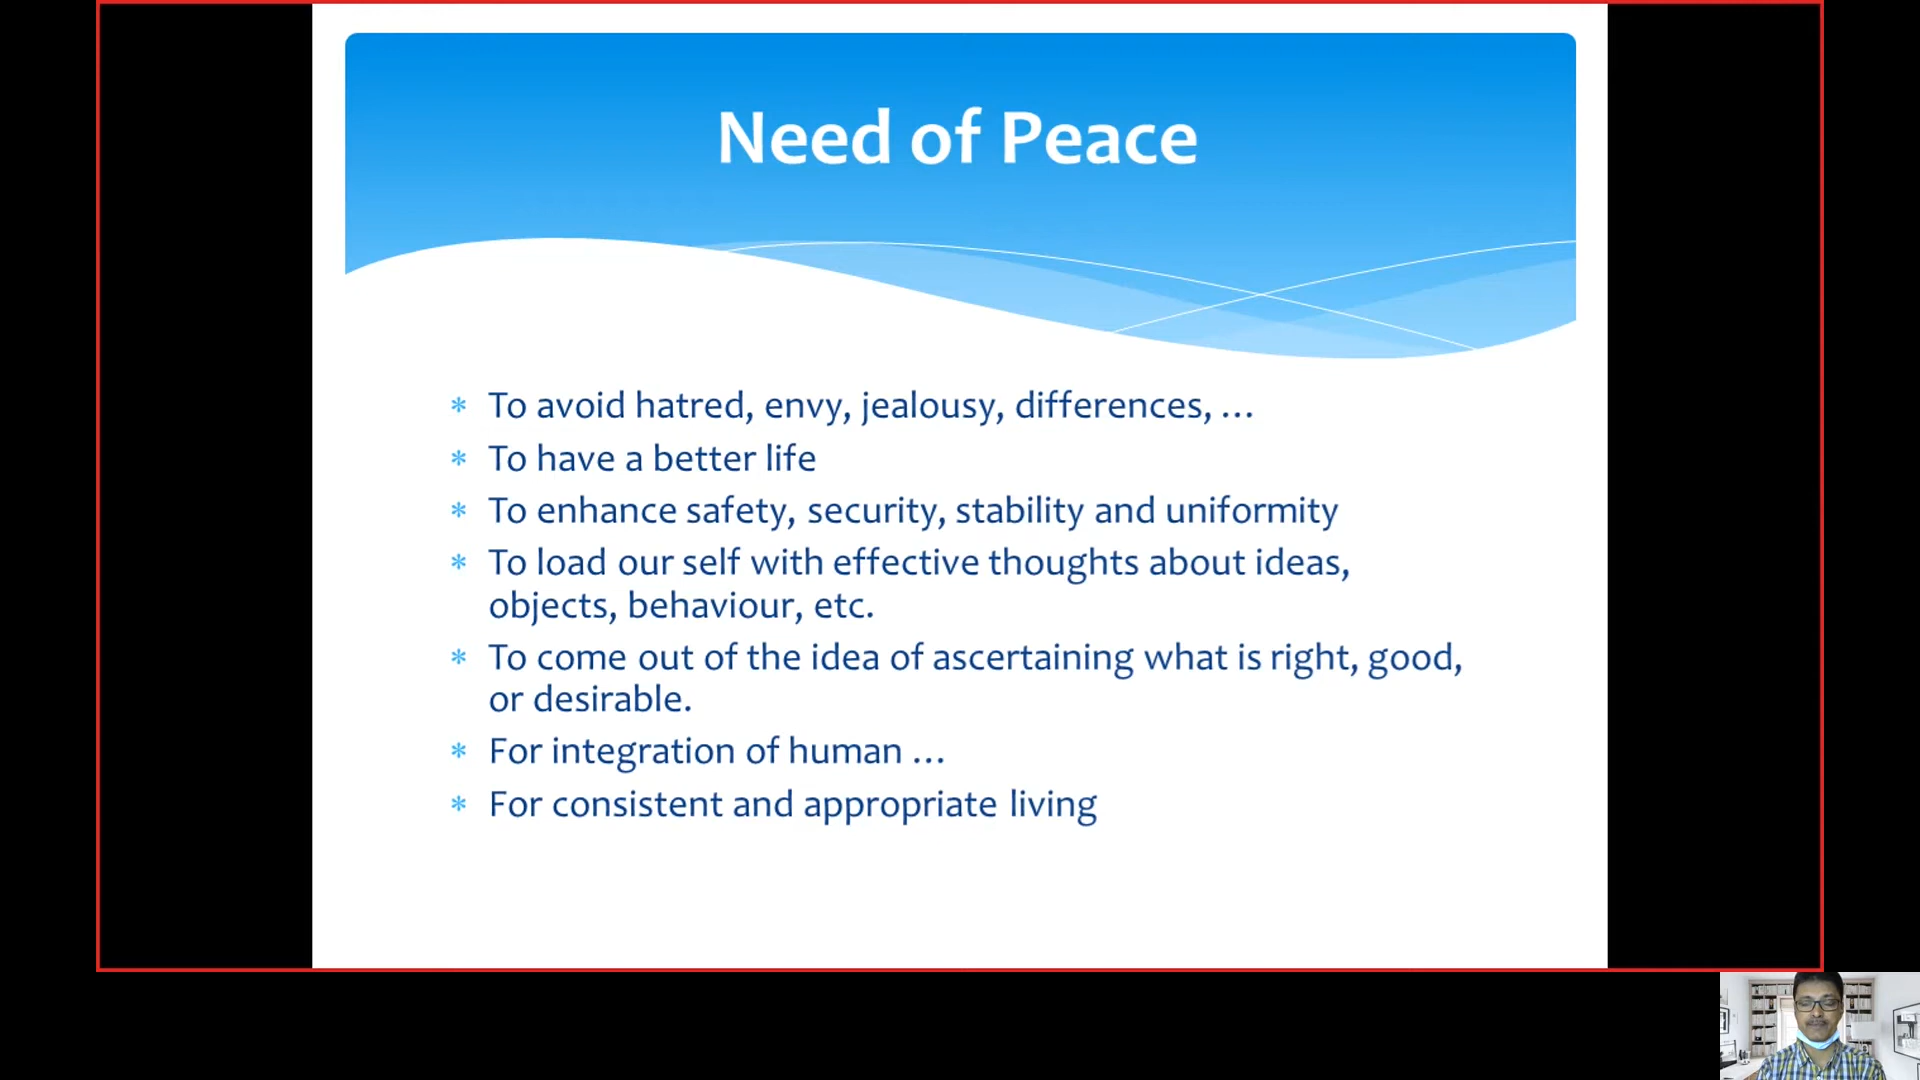 Need of Peace
* To avoid hatred, envy, jealousy, differences, ...
* To have a better life
* To enhance safety, security, stability and uniformity
* To load our self with effective thoughts about ideas,
objects, behaviour, etc.
* To come out of the idea of ascertaining what is right, good,
or desirable.
* For integration of human ...
* For consistent and appropriate living